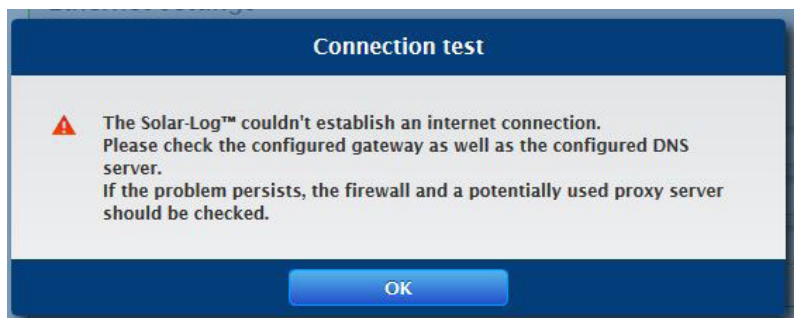 Connection test
The Solar-Log™ couldn't establish an internet connection.
Please check the configured gateway as well as the configured DNS
server.
If the problem persists, the firewall and a potentially used proxy server
should be checked.
OK